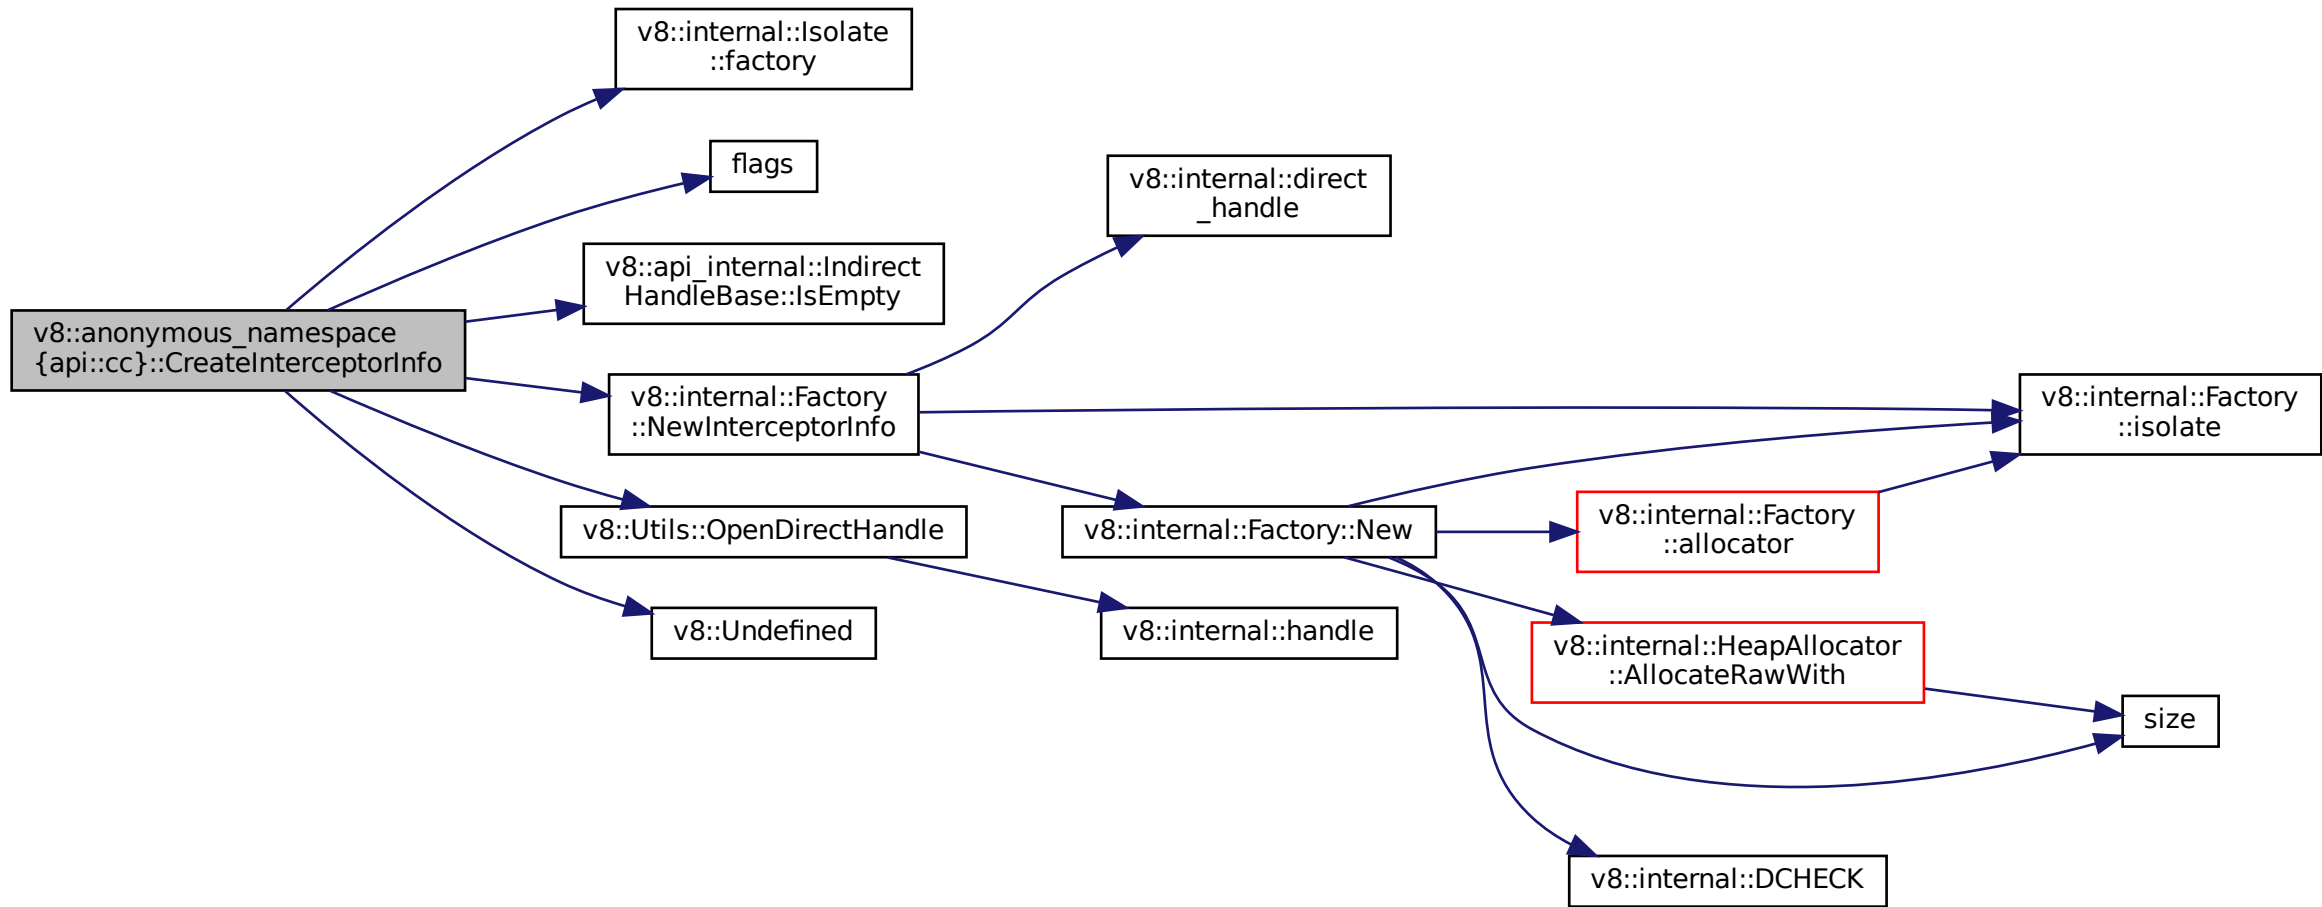 v8::internal::Isolate
::factory
flags
v8::internal::direct
_handle
v8::api_internal::Indirect
HandleBase::IsEmpty
v8::anonymous_namespace
{api::cc}::CreateInterceptorInfo
v8::internal::Factory
::NewInterceptorInfo
v8::internal::Factory
::isolate
v8::Utils::OpenDirectHandle
v8::internal::Factory::New
v8::internal::Factory
::allocator
v8::Undefined
v8::internal::handle
v8::internal::HeapAllocator
::AllocateRawWith
size
v8::internal::DCHECK